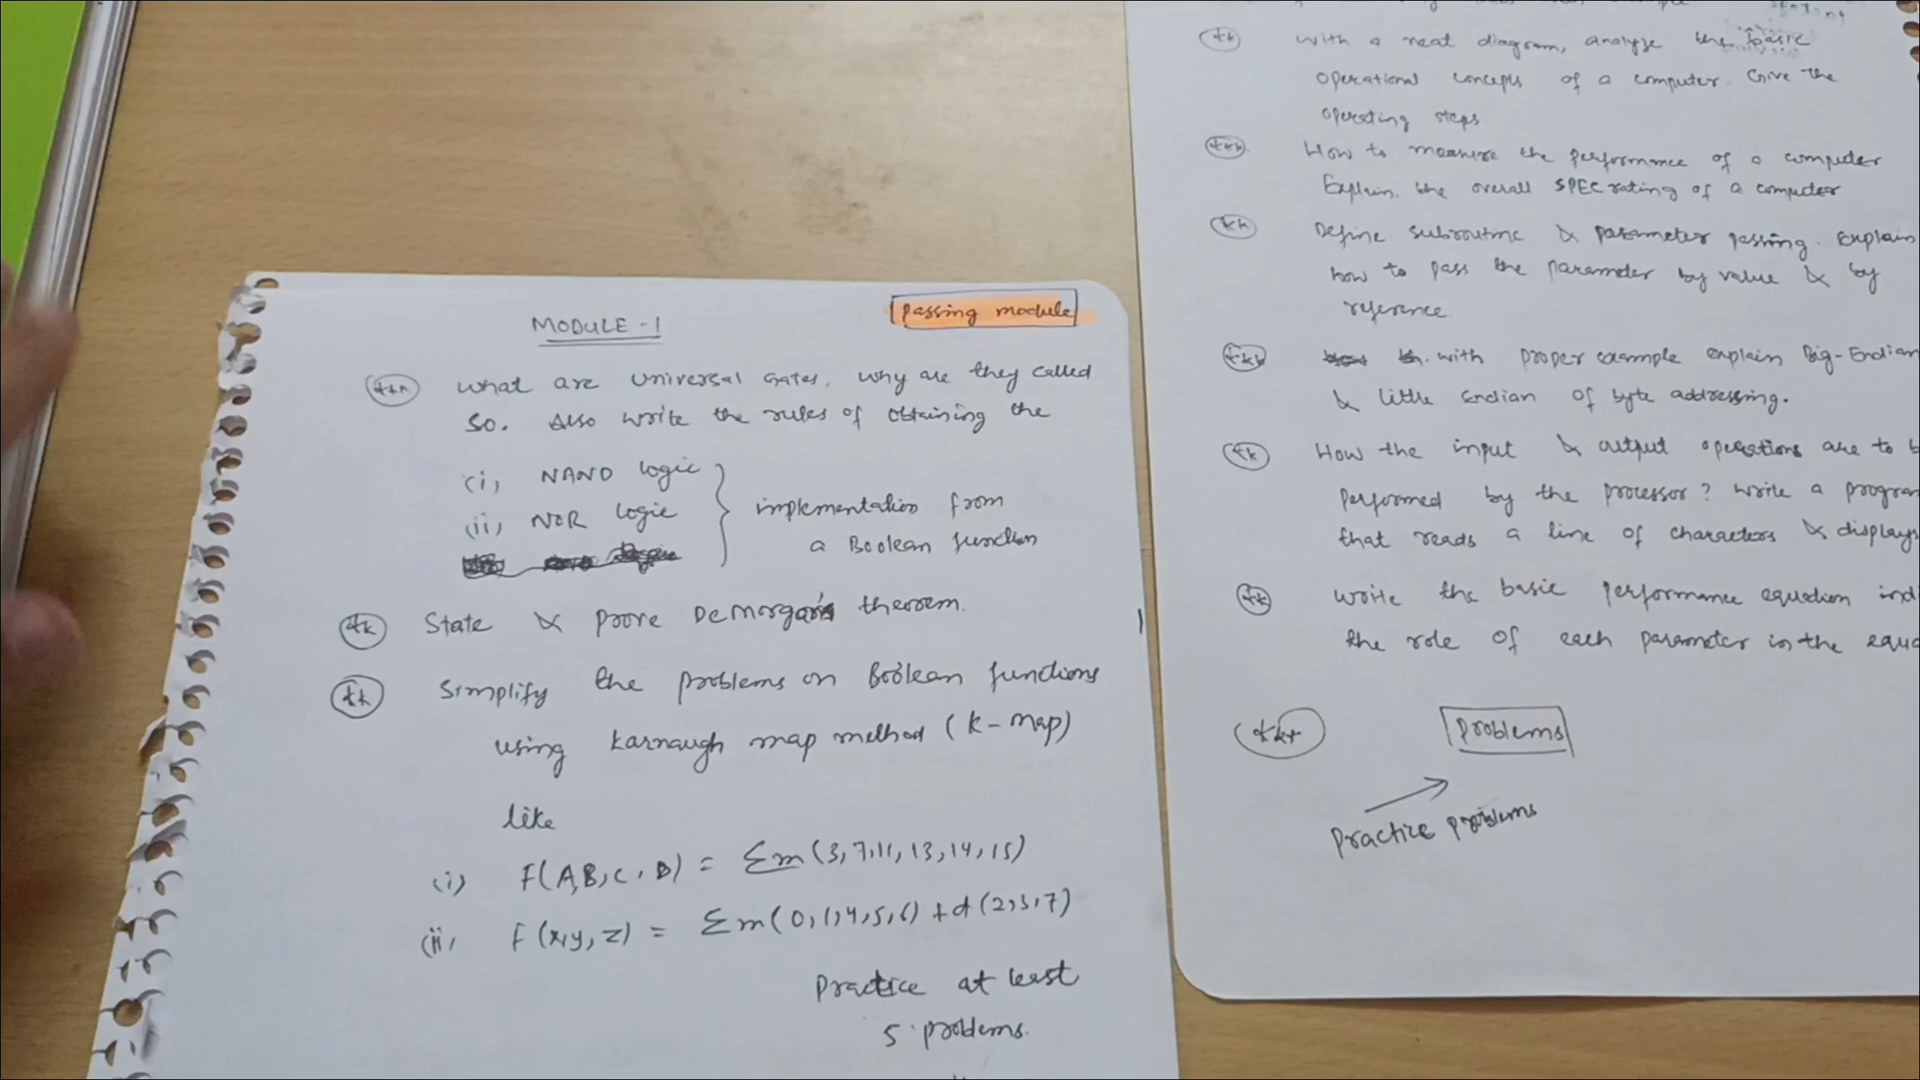 MODULE-1
Passing module
*** What are universal Gates, why are they called
so. Also write the rules of obtaining the
(i) NAND logic
(ii) NOR logic
implementation from
a Boolean function
** State & prove DeMorgan's theorem.
** Simplify the problems on Boolean functions
using Karnaugh map method (K-map)
like
(i) F(A,B,C,D) = Σm(3,7,11,13,14,15)
(ii) F(x,y,z) = Σm(0,1,4,5,6)+d(2,3,7)
Practice at least
5 problems.
** with a neat diagram, analyze the basic
operational concepts of a computer. Give the
operating steps
*** How to measure the performance of a computer
Explain the overall SPEC rating of a computer
** Define subroutine & parameter passing. Explain
how to pass the parameter by value & by
reference
*** with proper example explain Big-Endian
& little Endian of byte addressing.
** How the input & output operations are to b
performed by the processor? Write a program
that reads a line of characters & displays
** write the basic performance equation indi
the role of each parameter in the equa
*** Problems
Practice problems